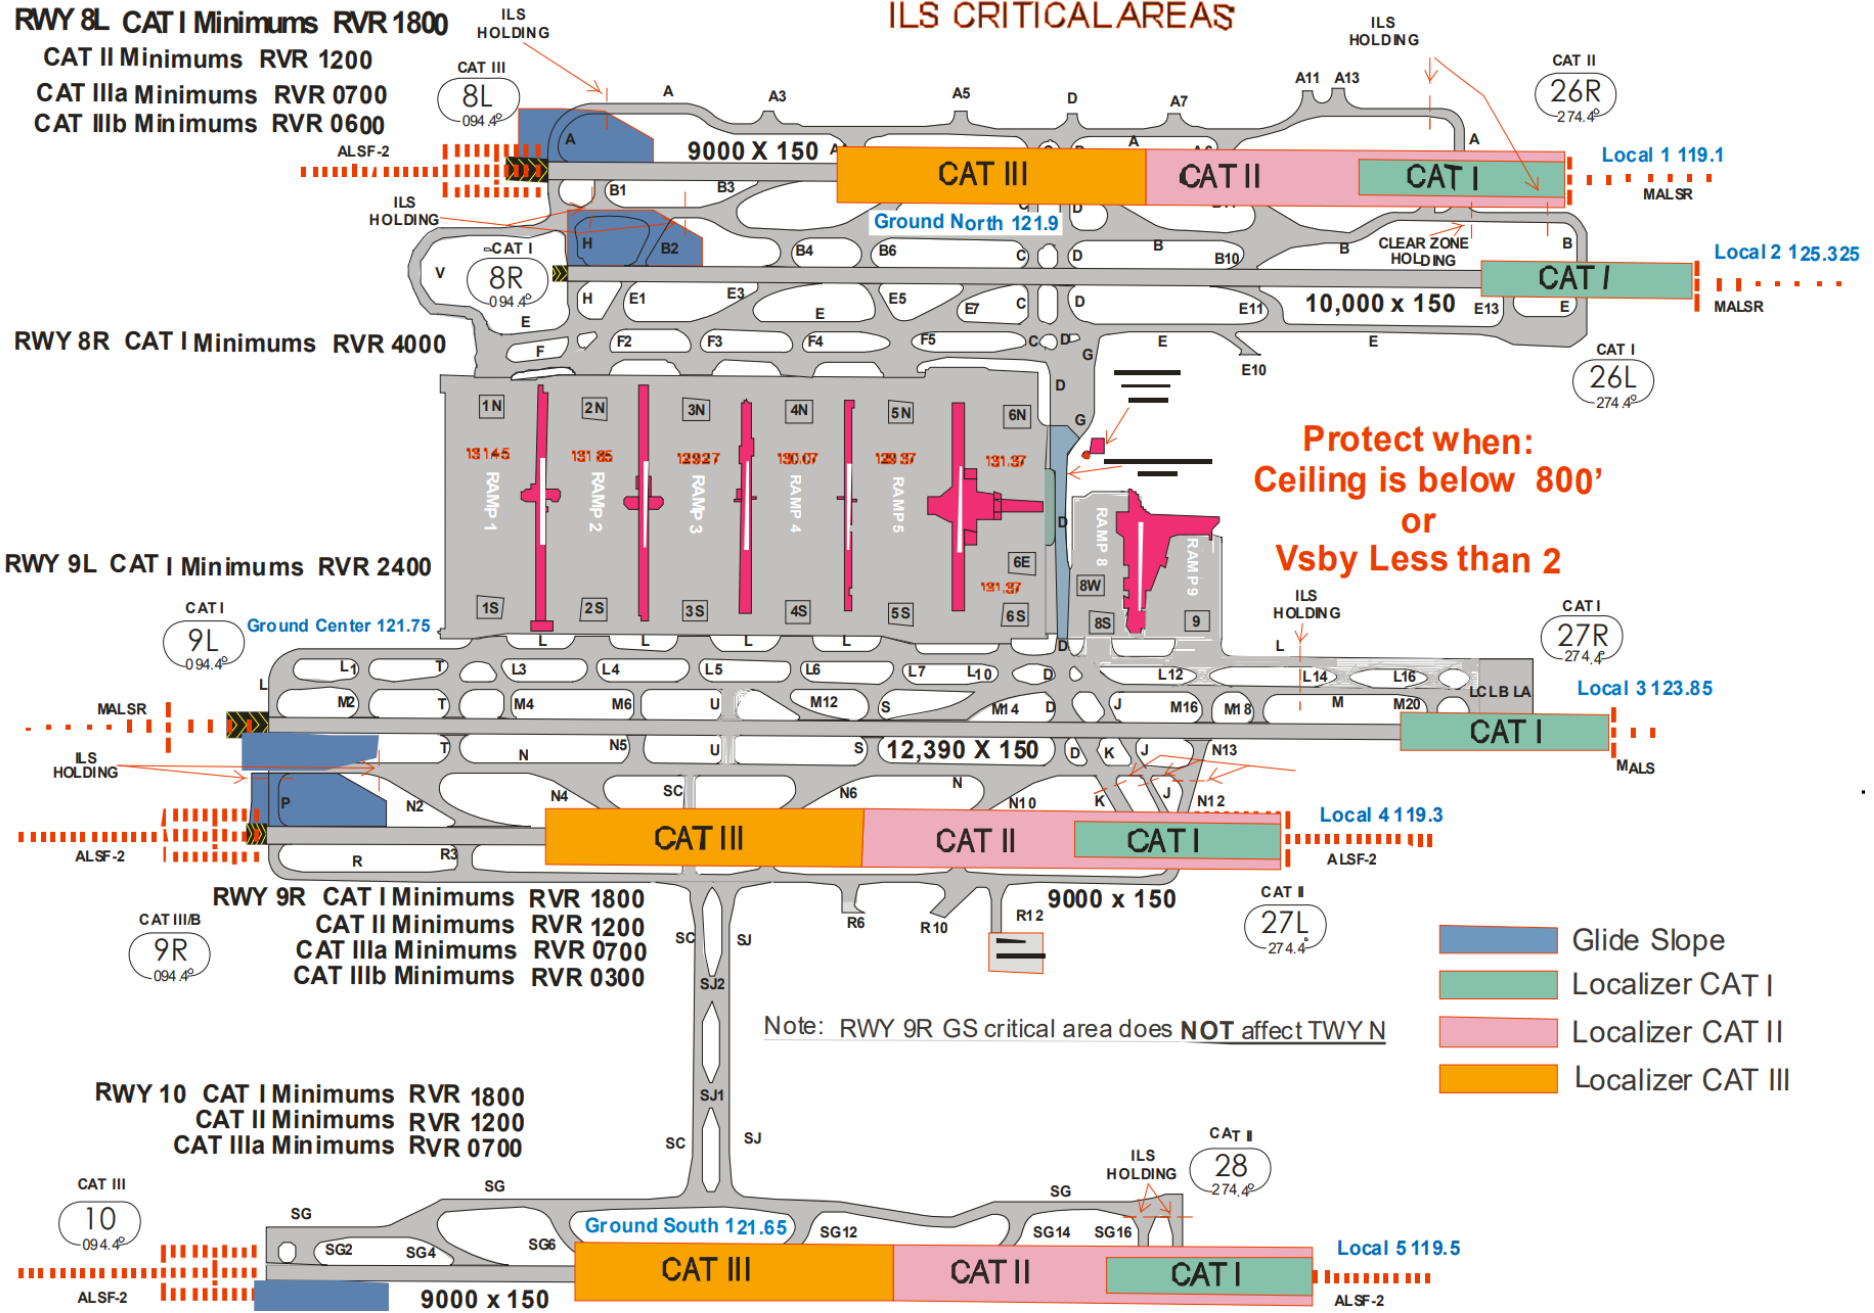 ILS CRITICAL AREAS
RWY 8L CAT I Minimums RVR 1800
CAT II Minimums RVR 1200
CAT IIIa Minimums RVR 0700
CAT IIIb Minimums RVR 0600
ILS
HOLDING
CAT III
8L
094.4°
ALSF-2
A
A3
A5
D
A7
A11
A13
ILS
HOLDING
CAT II
26R
274.4°
A
A
A
9000 X 150
CAT III
CAT II
CAT I
Local 1 119.1
MALSR
B1
B3
ILS
HOLDING
D
Ground North 121.9
CAT I
8R
094.4°
V
H
B2
B4
B6
C
D
B
B10
B
CLEAR ZONE
HOLDING
B
Local 2 125.325
CAT I
MALSR
H
E1
E3
E
E5
E7
C
D
E11
10,000 x 150
E13
E
E
RWY 8R CAT I Minimums RVR 4000
F
F2
F3
F4
F5
C
D
G
E
E10
E
CAT I
26L
274.4°
D
G
1N
2N
3N
4N
5N
6N
131.45
131.85
129.27
130.07
129.37
131.37
RAMP 1
RAMP 2
RAMP 3
RAMP 4
RAMP 5
D
RAMP 8
RAMP 9
Protect when:
Ceiling is below 800'
or
Vsby Less than 2
RWY 9L CAT I Minimums RVR 2400
6E
131.37
8W
1S
2S
3S
4S
5S
6S
8S
9
CAT I
9L
094.4°
Ground Center 121.75
ILS
HOLDING
CAT I
27R
274.4°
L
L
L
L
D
L
L1
T
L3
L4
L5
L6
L7
L10
D
L12
L14
L16
L
M2
T
M4
M6
U
M12
S
M14
D
J
M16
M18
M
M20
LC LB LA
Local 3 123.85
MALSR
CAT I
MALS
ILS
HOLDING
T
N
N5
U
S
12,390 X 150
D
K
J
N13
P
N2
N4
SC
N6
N
N10
K
J
N12
ALSF-2
CAT III
CAT II
CAT I
Local 4 119.3
ALSF-2
R
R3
RWY 9R CAT I Minimums RVR 1800
CAT II Minimums RVR 1200
CAT IIIa Minimums RVR 0700
CAT IIIb Minimums RVR 0300
CAT III/B
9R
094.4°
R6
R10
R12
9000 x 150
CAT II
27L
274.4°
SC
SJ
SJ2
Glide Slope
Localizer CAT I
Localizer CAT II
Localizer CAT III
Note: RWY 9R GS critical area does NOT affect TWY N
RWY 10 CAT I Minimums RVR 1800
CAT II Minimums RVR 1200
CAT IIIa Minimums RVR 0700
SJ1
SC
SJ
CAT III
10
094.4°
ILS
HOLDING
CAT II
28
274.4°
SG
SG
SG
SG2
SG4
SG6
Ground South 121.65
SG12
SG14
SG16
CAT III
CAT II
CAT I
Local 5 119.5
ALSF-2
9000 x 150
ALSF-2